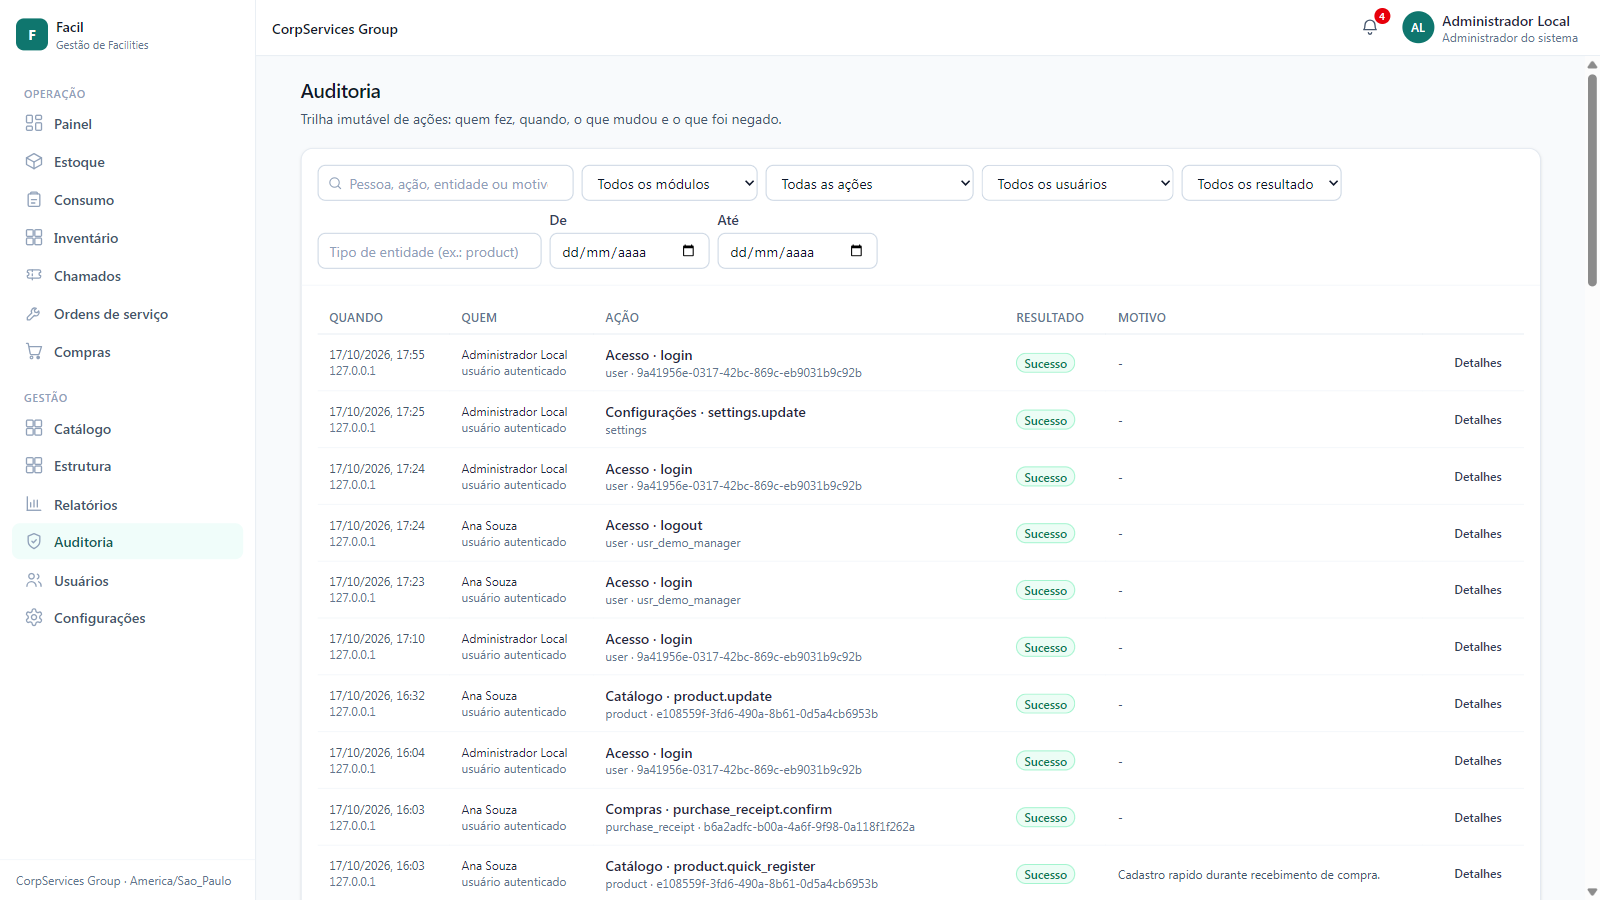 F
Facil
Gestão de Facilities
OPERAÇÃO
Painel
Estoque
Consumo
Inventário
Chamados
Ordens de serviço
Compras
GESTÃO
Catálogo
Estrutura
Relatórios
Auditoria
Usuários
Configurações
CorpServices Group · America/Sao_Paulo
CorpServices Group
4
AL
Administrador Local
Administrador do sistema
Auditoria
Trilha imutável de ações: quem fez, quando, o que mudou e o que foi negado.
Pessoa, ação, entidade ou motiv
Todos os módulos
Todas as ações
Todos os usuários
Todos os resultado
De
Até
Tipo de entidade (ex.: product)
dd/mm/aaaa
dd/mm/aaaa
QUANDO QUEM AÇÃO RESULTADO MOTIVO
17/10/2026, 17:55 Administrador Local Acesso · login Sucesso - Detalhes
127.0.0.1 usuário autenticado user · 9a41956e-0317-42bc-869c-eb9031b9c92b
17/10/2026, 17:25 Administrador Local Configurações · settings.update Sucesso - Detalhes
127.0.0.1 usuário autenticado settings
17/10/2026, 17:24 Administrador Local Acesso · login Sucesso - Detalhes
127.0.0.1 usuário autenticado user · 9a41956e-0317-42bc-869c-eb9031b9c92b
17/10/2026, 17:24 Ana Souza Acesso · logout Sucesso - Detalhes
127.0.0.1 usuário autenticado user · usr_demo_manager
17/10/2026, 17:23 Ana Souza Acesso · login Sucesso - Detalhes
127.0.0.1 usuário autenticado user · usr_demo_manager
17/10/2026, 17:10 Administrador Local Acesso · login Sucesso - Detalhes
127.0.0.1 usuário autenticado user · 9a41956e-0317-42bc-869c-eb9031b9c92b
17/10/2026, 16:32 Ana Souza Catálogo · product.update Sucesso - Detalhes
127.0.0.1 usuário autenticado product · e108559f-3fd6-490a-8b61-0d5a4cb6953b
17/10/2026, 16:04 Administrador Local Acesso · login Sucesso - Detalhes
127.0.0.1 usuário autenticado user · 9a41956e-0317-42bc-869c-eb9031b9c92b
17/10/2026, 16:03 Ana Souza Compras · purchase_receipt.confirm Sucesso - Detalhes
127.0.0.1 usuário autenticado purchase_receipt · b6a2adfc-b00a-4a6f-9f98-0a118f1f262a
17/10/2026, 16:03 Ana Souza Catálogo · product.quick_register Sucesso Cadastro rapido durante recebimento de compra. Detalhes
127.0.0.1 usuário autenticado product · e108559f-3fd6-490a-8b61-0d5a4cb6953b